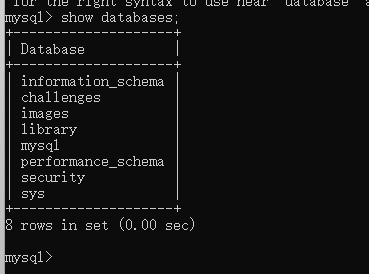 for the right syntax to use near 'database' a
mysql> show databases;
+--------------------+
| Database           |
+--------------------+
| information_schema |
| challenges         |
| images             |
| library            |
| mysql              |
| performance_schema |
| security           |
| sys                |
+--------------------+
8 rows in set (0.00 sec)
mysql>